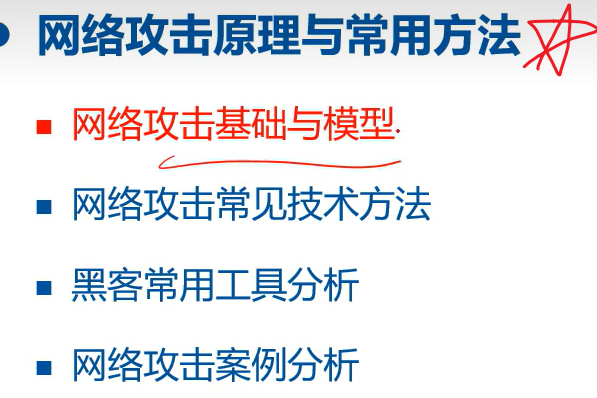 网络攻击原理与常用方法
网络攻击基础与模型
网络攻击常见技术方法
黑客常用工具分析
网络攻击案例分析